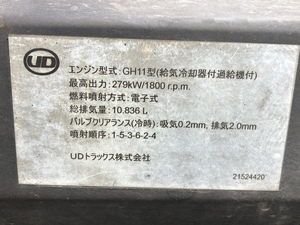 UD
エンジン型式:GH11型(給気冷却器付過給機付)
最高出力:279kW/1800 r.p.m.
燃料噴射方式:電子式
総排気量:10.836 L
バルブクリアランス(冷時):吸気0.2mm, 排気2.0mm
噴射順序:1-5-3-6-2-4
UDトラックス株式会社
21524420